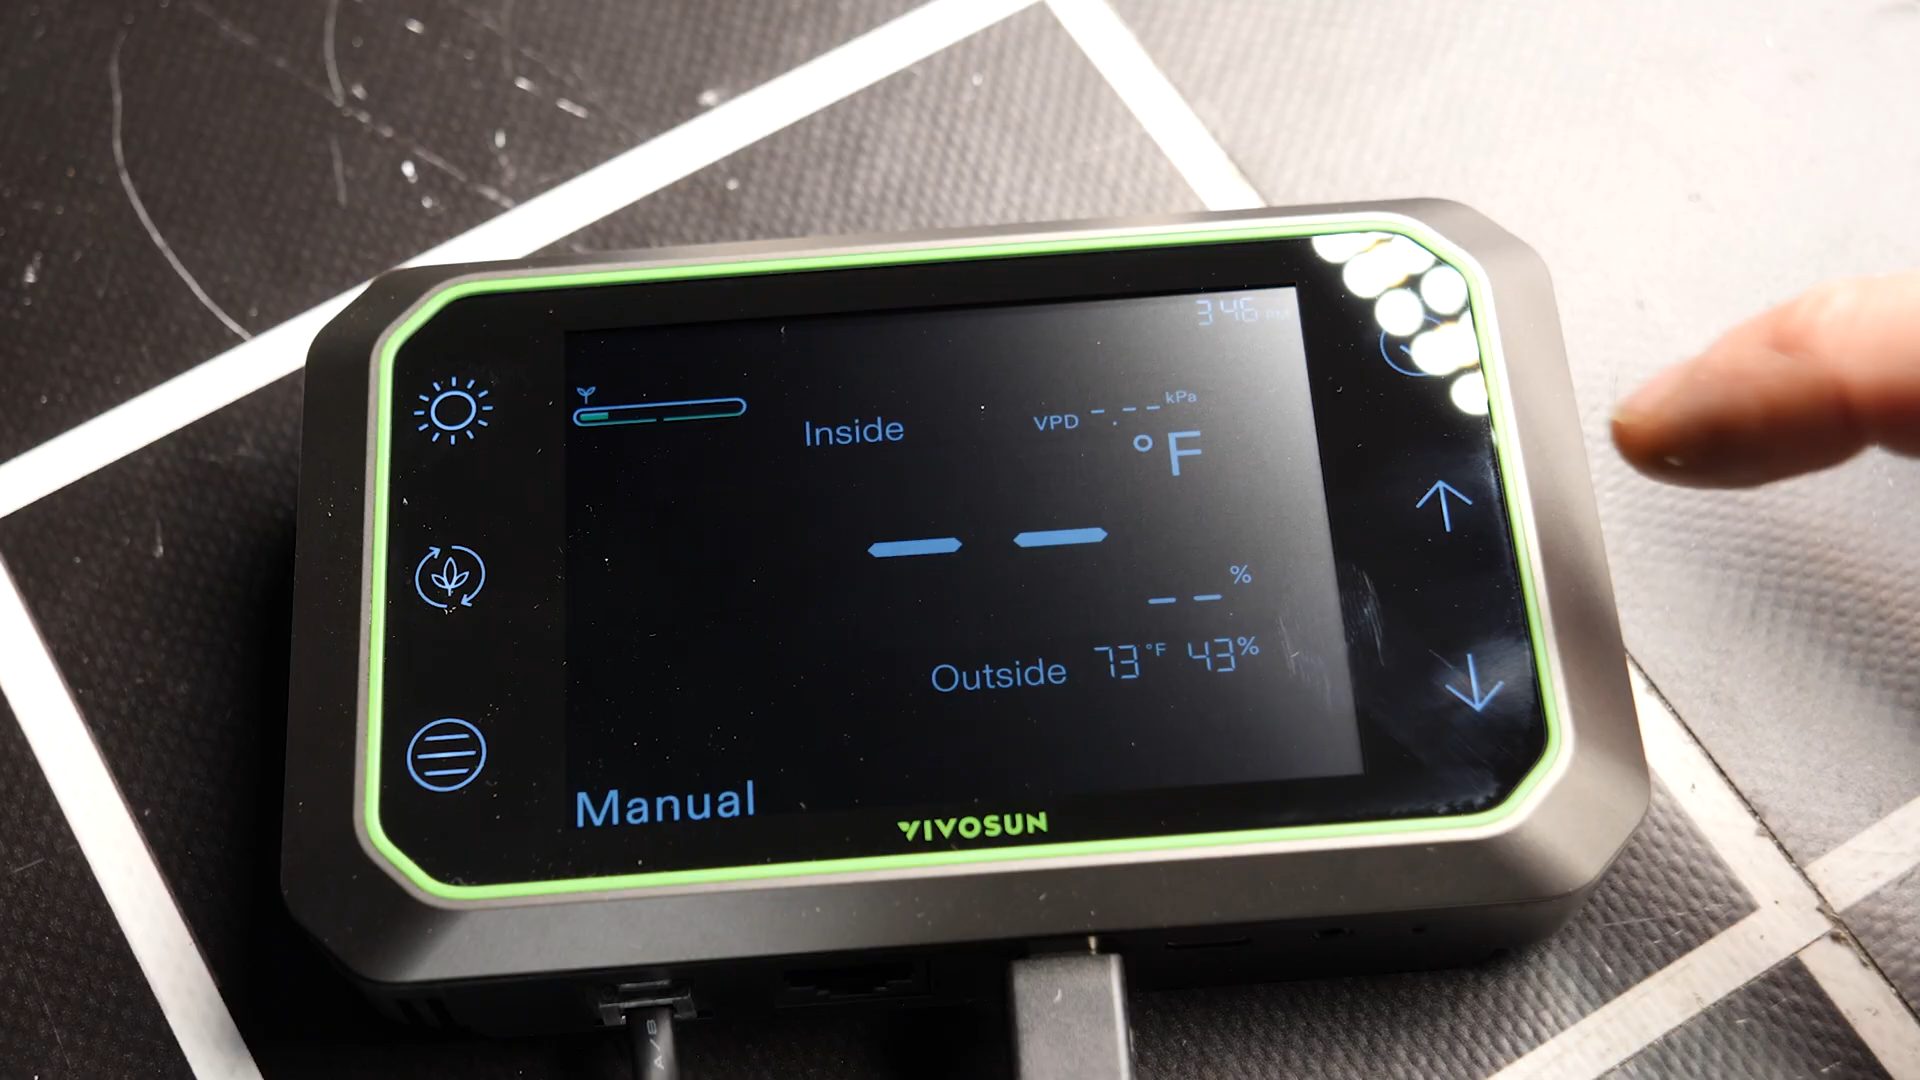 3:46 PM
Inside
VPD -.-- kPa
°F
-- 
--%
Outside 73°F 43%
Manual
VIVOSUN
A/B